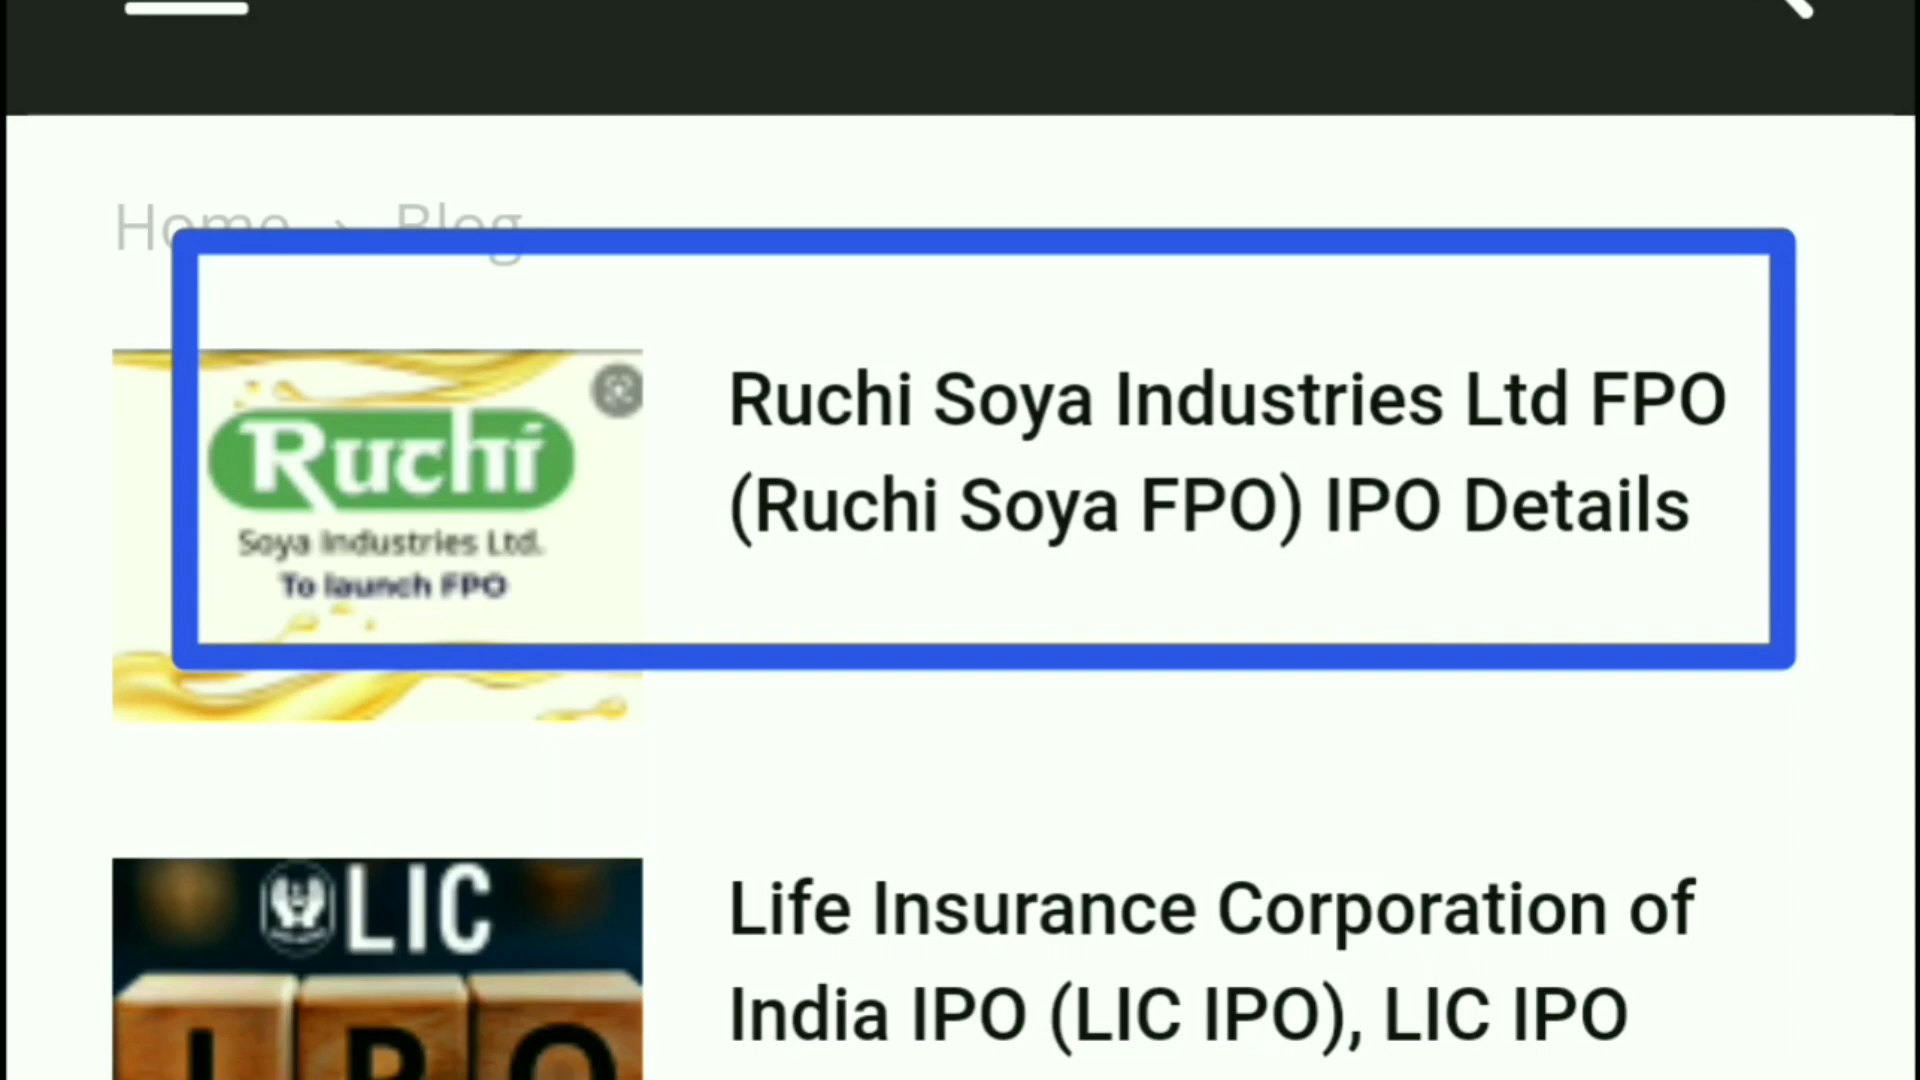 Home > Blog
Ruchi
Soya Industries Ltd.
To launch FPO
Ruchi Soya Industries Ltd FPO
(Ruchi Soya FPO) IPO Details
LIC
IPO
Life Insurance Corporation of
India IPO (LIC IPO), LIC IPO